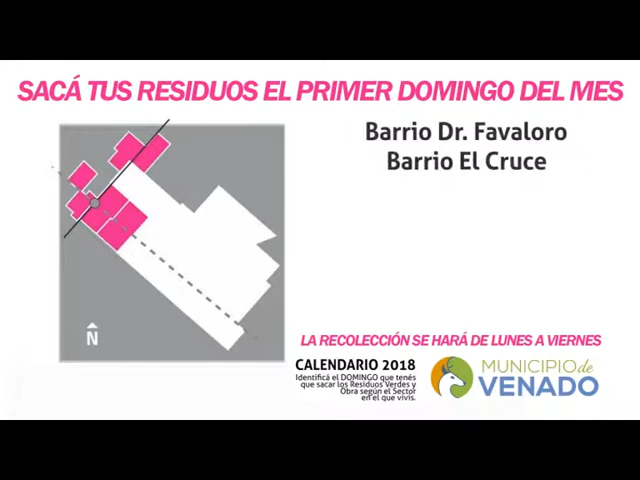 SACÁ TUS RESIDUOS EL PRIMER DOMINGO DEL MES
Barrio Dr. Favaloro
Barrio El Cruce
N
LA RECOLECCIÓN SE HARÁ DE LUNES A VIERNES
CALENDARIO 2018
Identificá el DOMINGO que tenés
que sacar los Residuos Verdes y
Obra según el Sector
en el que vivis.
MUNICIPIO de
VENADO